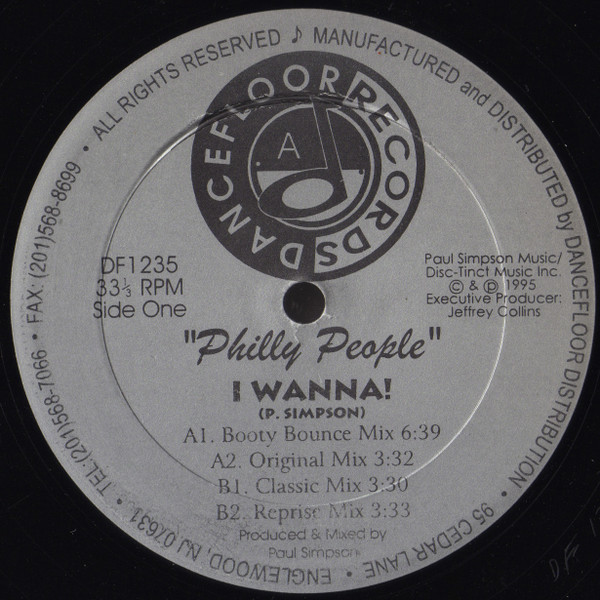 ALL RIGHTS RESERVED ♪ MANUFACTURED and DISTRIBUTED by DANCEFLOOR DISTRIBUTION • 95 CEDAR LANE • ENGLEWOOD, NJ 07631 • TEL:(201)568-7066 • FAX: (201)568-8699 •
DANCEFLOOR RECORDS
A
DF1235
33⅓ RPM
Side One
Paul Simpson Music/
Disc-Tinct Music Inc.
© & ℗ 1995
Executive Producer:
Jeffrey Collins
"Philly People"
I WANNA!
(P. SIMPSON)
A1. Booty Bounce Mix 6:39
A2. Original Mix 3:32
B1. Classic Mix 3:30
B2. Reprise Mix 3:33
Produced & Mixed by
Paul Simpson